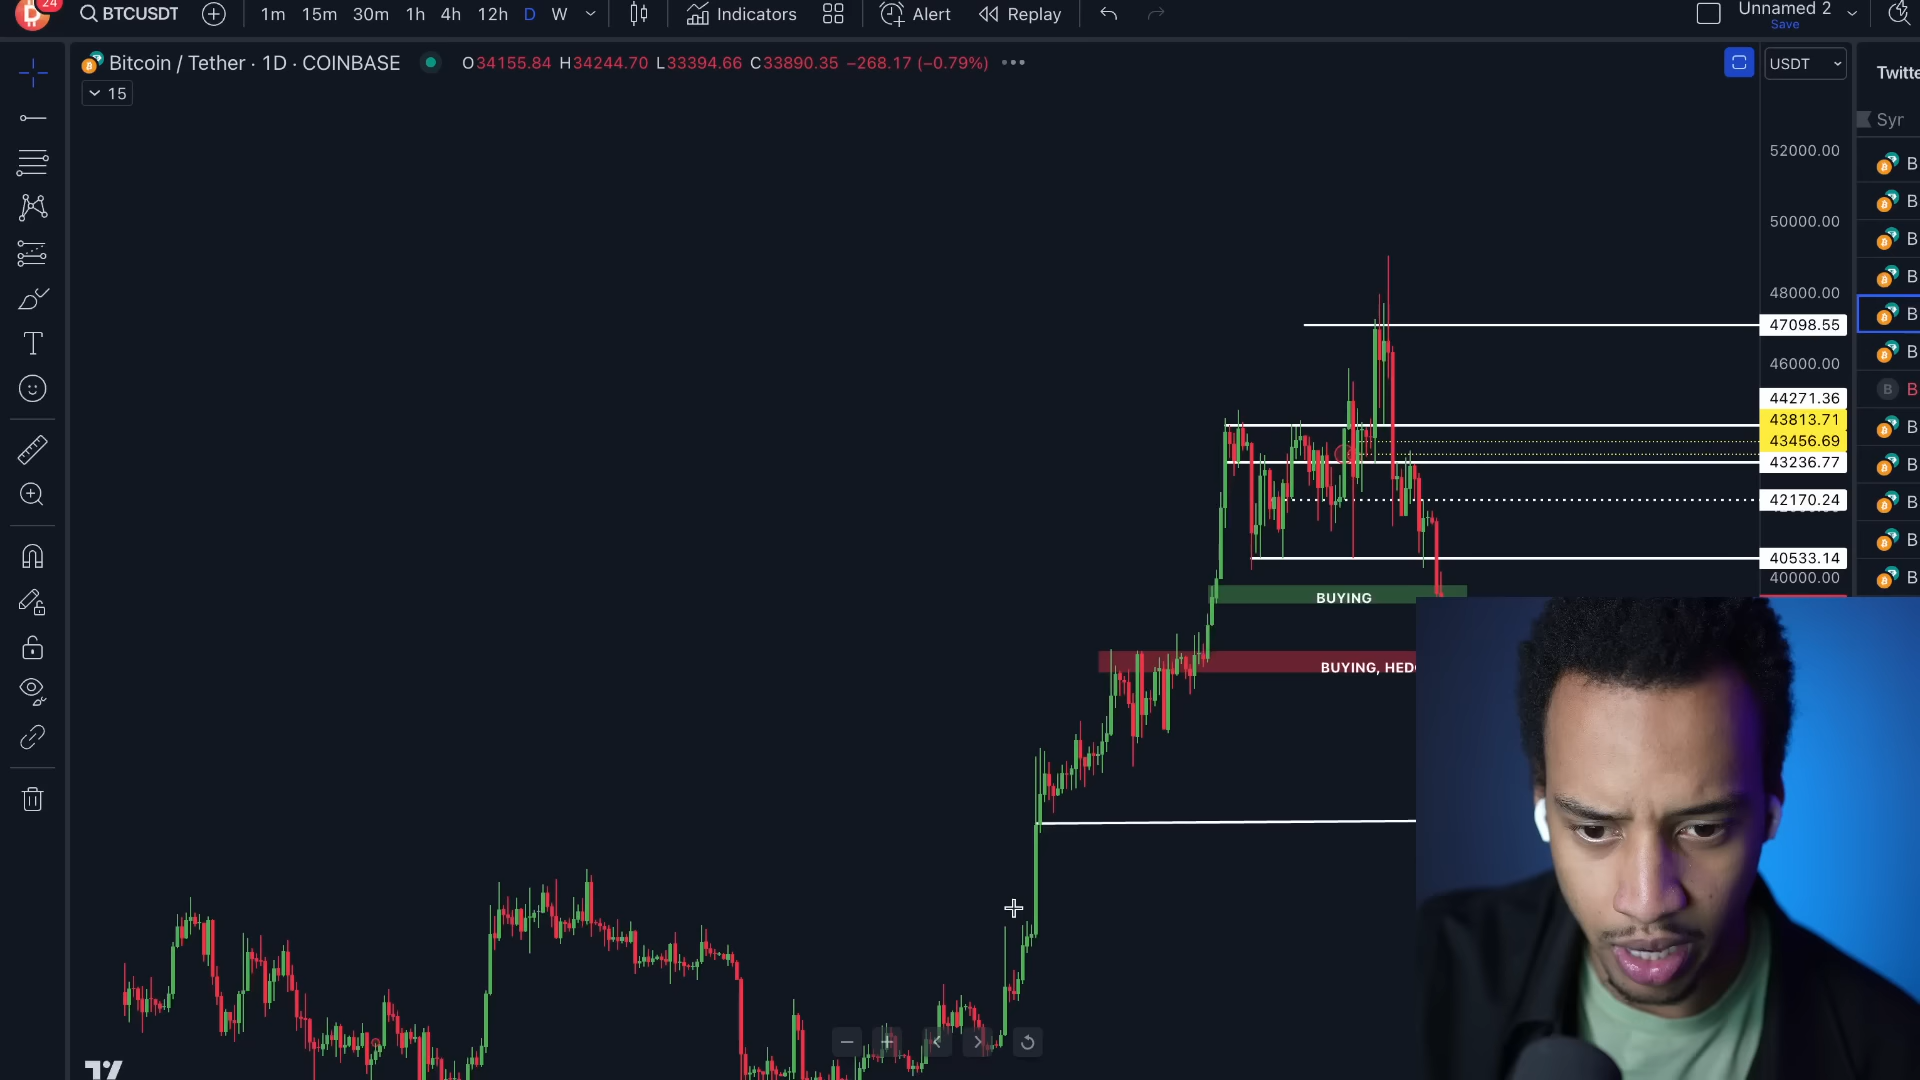 24
BTCUSDT 1m 15m 30m 1h 4h 12h D W Indicators Alert Replay Unnamed 2
Save
Bitcoin / Tether · 1D · COINBASE O34155.84 H34244.70 L33394.66 C33890.35 −268.17 (−0.79%) USDT
15
Twitte
Syr
52000.00
50000.00
48000.00
47098.55
46000.00
44271.36
43813.71
43456.69
43236.77
42170.24
40533.14
40000.00
B
B
B
B
B
B
B
B
B
B
B
B
BUYING
BUYING, HED